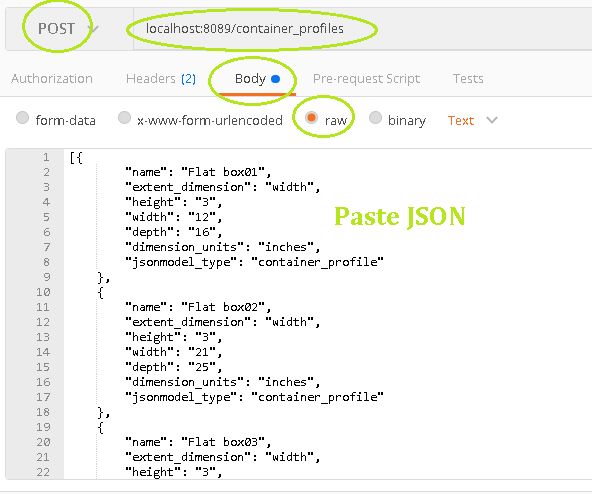 POST localhost:8089/container_profiles
Authorization Headers (2) Body Pre-request Script Tests
form-data x-www-form-urlencoded raw binary Text
1 [{
2 "name": "Flat box01",
3 "extent_dimension": "width",
4 "height": "3",
5 "width": "12",
6 "depth": "16",
7 "dimension_units": "inches",
8 "jsonmodel_type": "container_profile"
9 },
10 {
11 "name": "Flat box02",
12 "extent_dimension": "width",
13 "height": "3",
14 "width": "21",
15 "depth": "25",
16 "dimension_units": "inches",
17 "jsonmodel_type": "container_profile"
18 },
19 {
20 "name": "Flat box03",
21 "extent_dimension": "width",
22 "height": "3",
Paste JSON